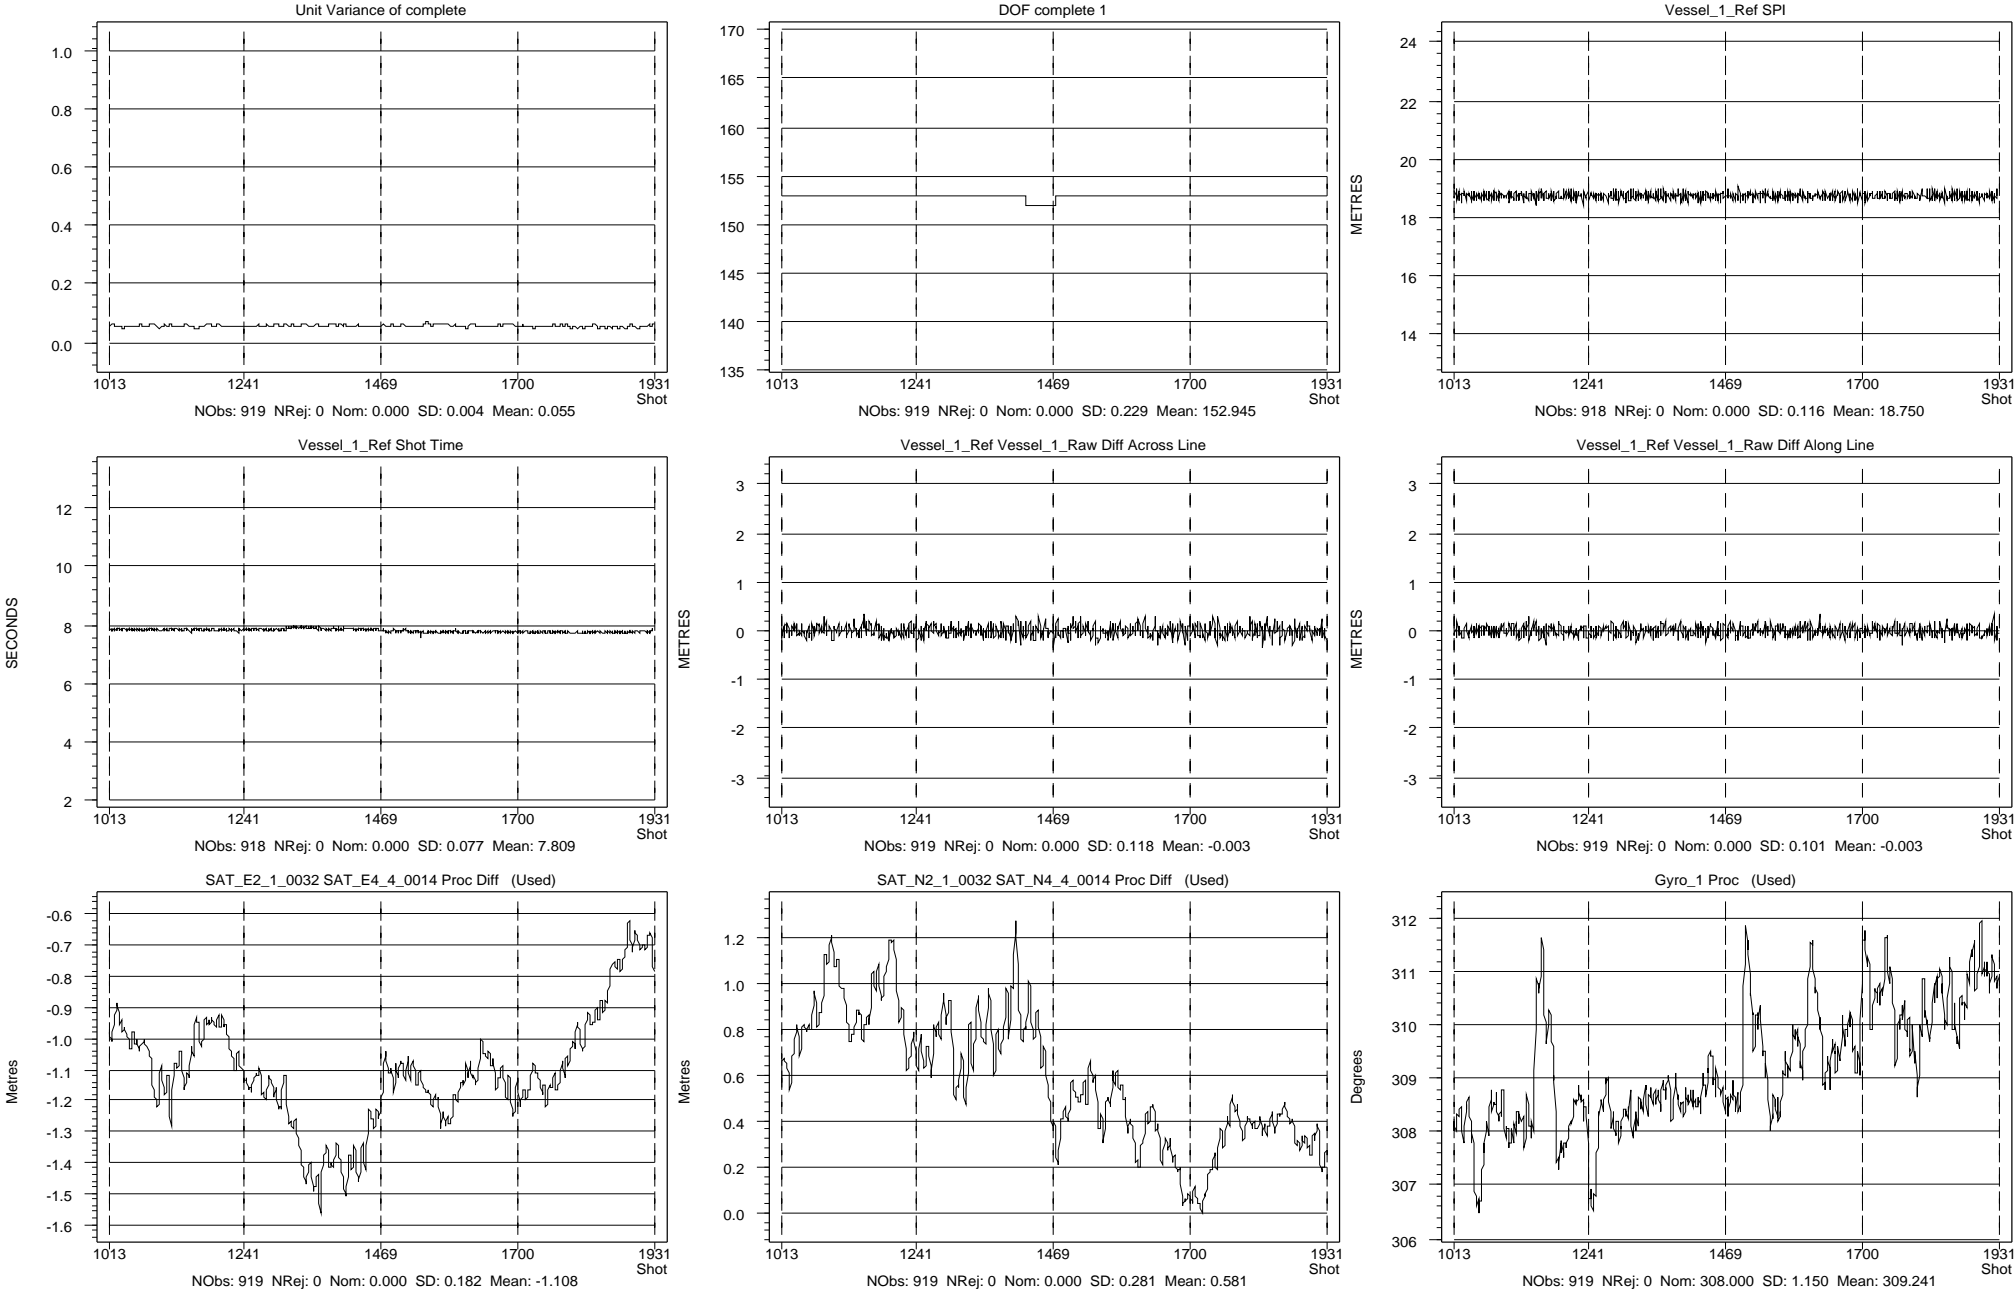 Unit Variance of complete
1.0
0.8
0.6
0.4
0.2
0.0
1013 1241 1469 1700 1931
Shot
NObs: 919 NRej: 0 Nom: 0.000 SD: 0.004 Mean: 0.055
DOF complete 1
170
165
160
155
150
145
140
135
1013 1241 1469 1700 1931
Shot
NObs: 919 NRej: 0 Nom: 0.000 SD: 0.229 Mean: 152.945
Vessel_1_Ref SPI
METRES
24
22
20
18
16
14
1013 1241 1469 1700 1931
Shot
NObs: 918 NRej: 0 Nom: 0.000 SD: 0.116 Mean: 18.750
Vessel_1_Ref Shot Time
SECONDS
12
10
8
6
4
2
1013 1241 1469 1700 1931
Shot
NObs: 918 NRej: 0 Nom: 0.000 SD: 0.077 Mean: 7.809
Vessel_1_Ref Vessel_1_Raw Diff Across Line
METRES
3
2
1
0
-1
-2
-3
1013 1241 1469 1700 1931
Shot
NObs: 919 NRej: 0 Nom: 0.000 SD: 0.118 Mean: -0.003
Vessel_1_Ref Vessel_1_Raw Diff Along Line
METRES
3
2
1
0
-1
-2
-3
1013 1241 1469 1700 1931
Shot
NObs: 919 NRej: 0 Nom: 0.000 SD: 0.101 Mean: -0.003
SAT_E2_1_0032 SAT_E4_4_0014 Proc Diff (Used)
Metres
-0.6
-0.7
-0.8
-0.9
-1.0
-1.1
-1.2
-1.3
-1.4
-1.5
-1.6
1013 1241 1469 1700 1931
Shot
NObs: 919 NRej: 0 Nom: 0.000 SD: 0.182 Mean: -1.108
SAT_N2_1_0032 SAT_N4_4_0014 Proc Diff (Used)
Metres
1.2
1.0
0.8
0.6
0.4
0.2
0.0
1013 1241 1469 1700 1931
Shot
NObs: 919 NRej: 0 Nom: 0.000 SD: 0.281 Mean: 0.581
Gyro_1 Proc (Used)
Degrees
312
311
310
309
308
307
306
1013 1241 1469 1700 1931
Shot
NObs: 919 NRej: 0 Nom: 308.000 SD: 1.150 Mean: 309.241